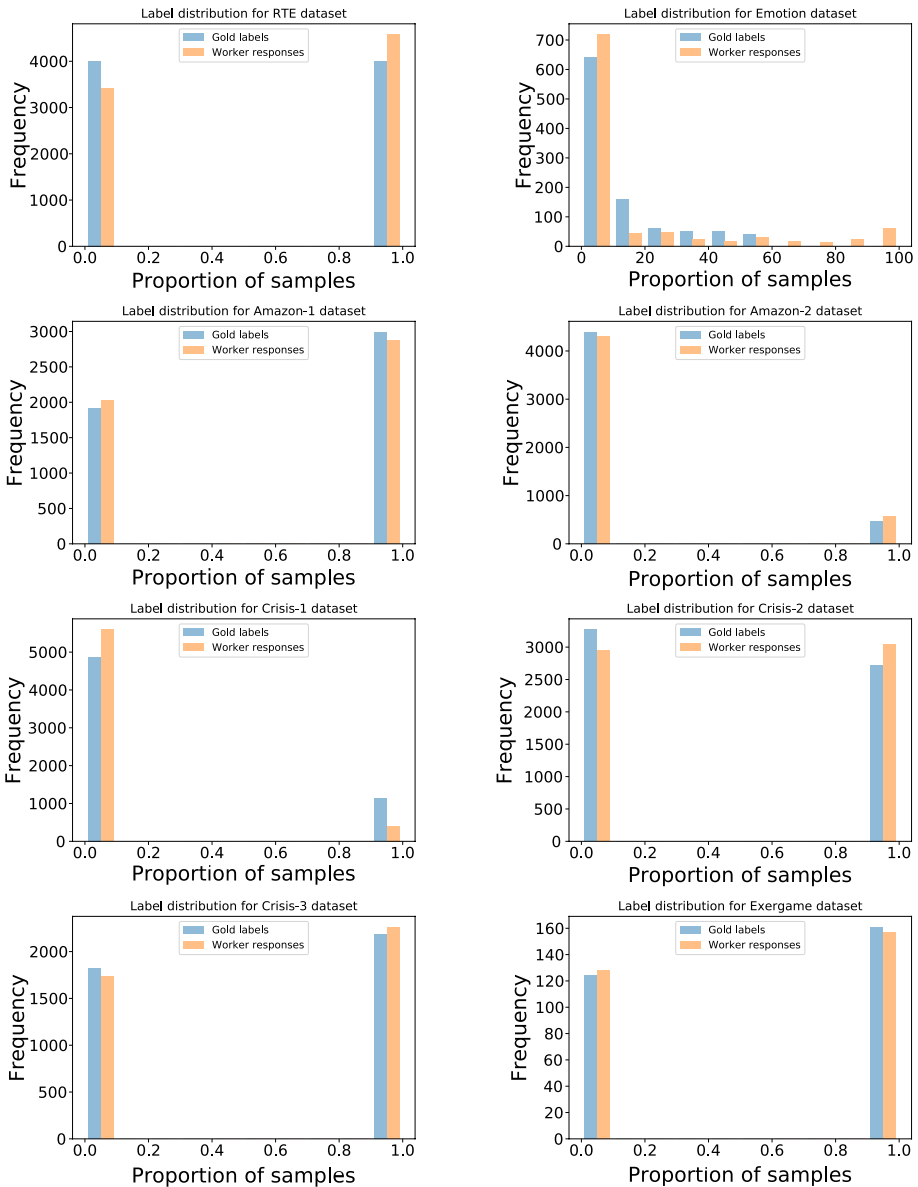 Label distribution for RTE dataset
Gold labels
Worker responses
Frequency
4000
3000
2000
1000
0
0.0 0.2 0.4 0.6 0.8 1.0
Proportion of samples
Label distribution for Emotion dataset
Gold labels
Worker responses
Frequency
700
600
500
400
300
200
100
0
0 20 40 60 80 100
Proportion of samples
Label distribution for Amazon-1 dataset
Gold labels
Worker responses
Frequency
3000
2500
2000
1500
1000
500
0
0.0 0.2 0.4 0.6 0.8 1.0
Proportion of samples
Label distribution for Amazon-2 dataset
Gold labels
Worker responses
Frequency
4000
3000
2000
1000
0
0.0 0.2 0.4 0.6 0.8 1.0
Proportion of samples
Label distribution for Crisis-1 dataset
Gold labels
Worker responses
Frequency
5000
4000
3000
2000
1000
0
0.0 0.2 0.4 0.6 0.8 1.0
Proportion of samples
Label distribution for Crisis-2 dataset
Gold labels
Worker responses
Frequency
3000
2500
2000
1500
1000
500
0
0.0 0.2 0.4 0.6 0.8 1.0
Proportion of samples
Label distribution for Crisis-3 dataset
Gold labels
Worker responses
Frequency
2000
1500
1000
500
0
0.0 0.2 0.4 0.6 0.8 1.0
Proportion of samples
Label distribution for Exergame dataset
Gold labels
Worker responses
Frequency
160
140
120
100
80
60
40
20
0
0.0 0.2 0.4 0.6 0.8 1.0
Proportion of samples